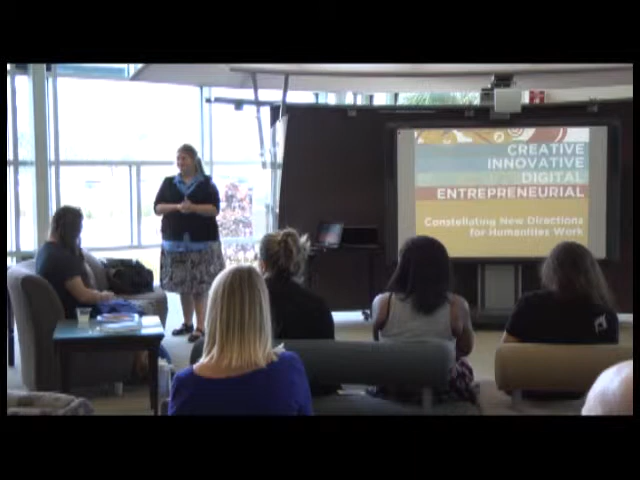 CREATIVE
INNOVATIVE
DIGITAL
ENTREPRENEURIAL
Constellating New Directions
for Humanities Work